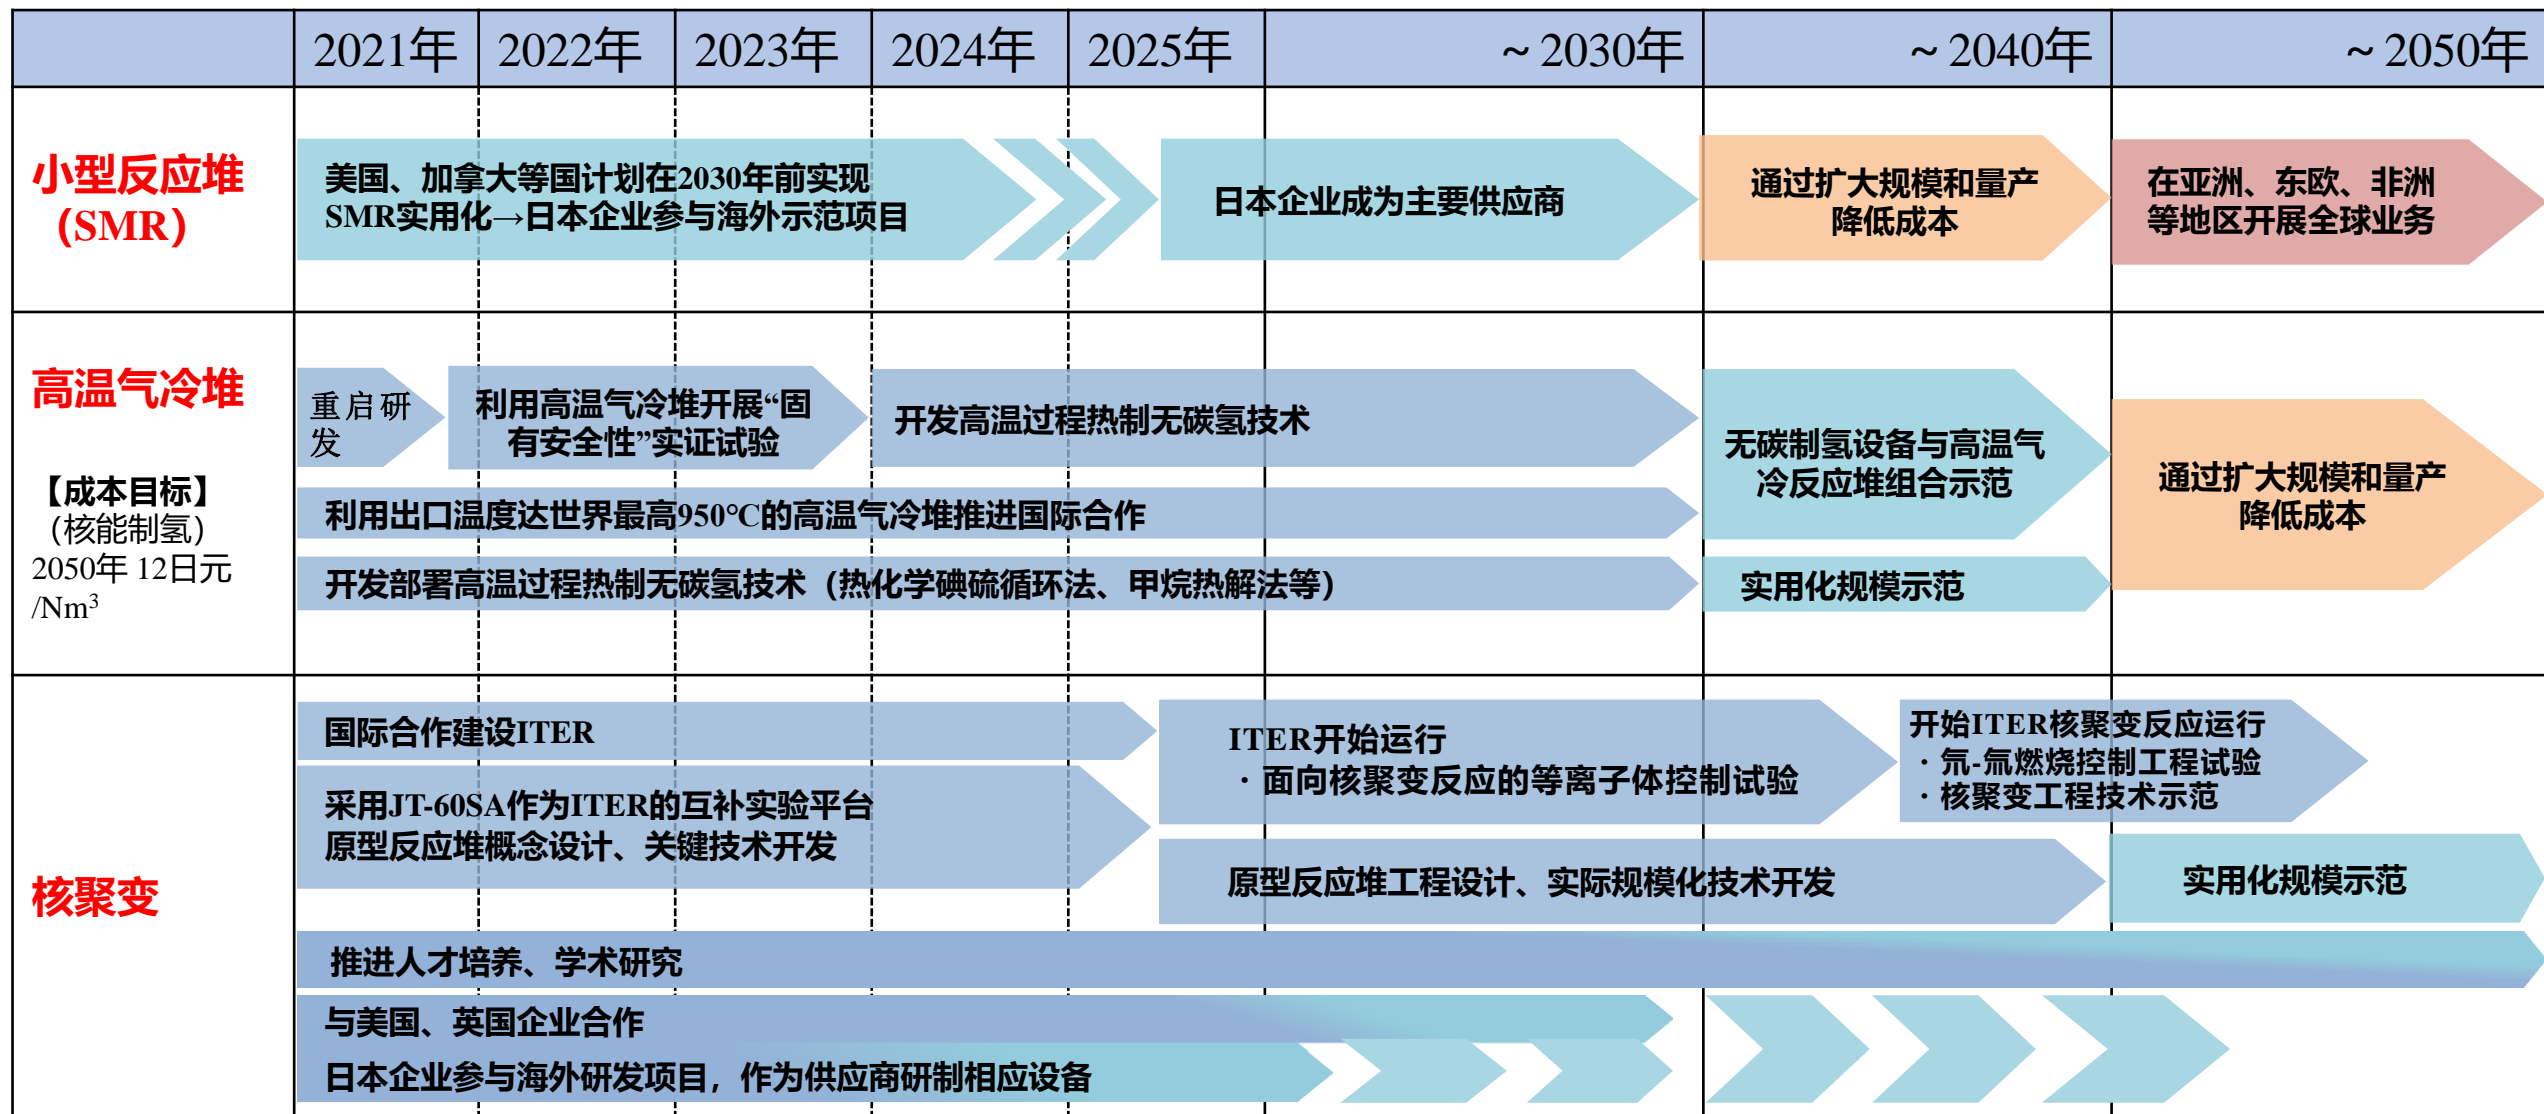 2021年 2022年 2023年 2024年 2025年 ~2030年 ~2040年 ~2050年
小型反应堆
（SMR）
美国、加拿大等国计划在2030年前实现
SMR实用化→日本企业参与海外示范项目
日本企业成为主要供应商
通过扩大规模和量产
降低成本
在亚洲、东欧、非洲
等地区开展全球业务
高温气冷堆
【成本目标】
（核能制氢）
2050年 12日元
/Nm³
重启研
发
利用高温气冷堆开展“固
有安全性”实证试验
开发高温过程热制无碳氢技术
利用出口温度达世界最高950℃的高温气冷堆推进国际合作
开发部署高温过程热制无碳氢技术（热化学碘硫循环法、甲烷热解法等）
无碳制氢设备与高温气
冷反应堆组合示范
实用化规模示范
通过扩大规模和量产
降低成本
核聚变
国际合作建设ITER
采用JT-60SA作为ITER的互补实验平台
原型反应堆概念设计、关键技术开发
ITER开始运行
·面向核聚变反应的等离子体控制试验
开始ITER核聚变反应运行
·氘-氚燃烧控制工程试验
·核聚变工程技术示范
原型反应堆工程设计、实际规模化技术开发
实用化规模示范
推进人才培养、学术研究
与美国、英国企业合作
日本企业参与海外研发项目，作为供应商研制相应设备